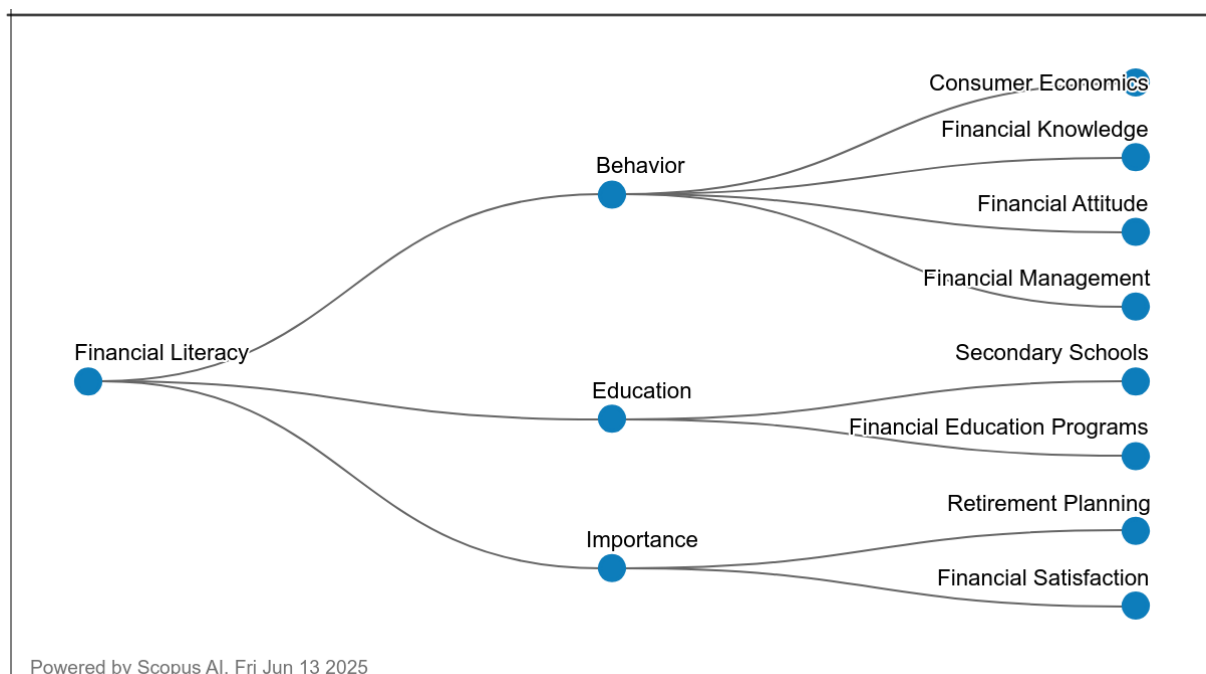 Consumer Economics
Financial Knowledge
Behavior
Financial Attitude
Financial Management
Financial Literacy
Secondary Schools
Education
Financial Education Programs
Retirement Planning
Importance
Financial Satisfaction
Powered by Scopus AI, Fri Jun 13 2025